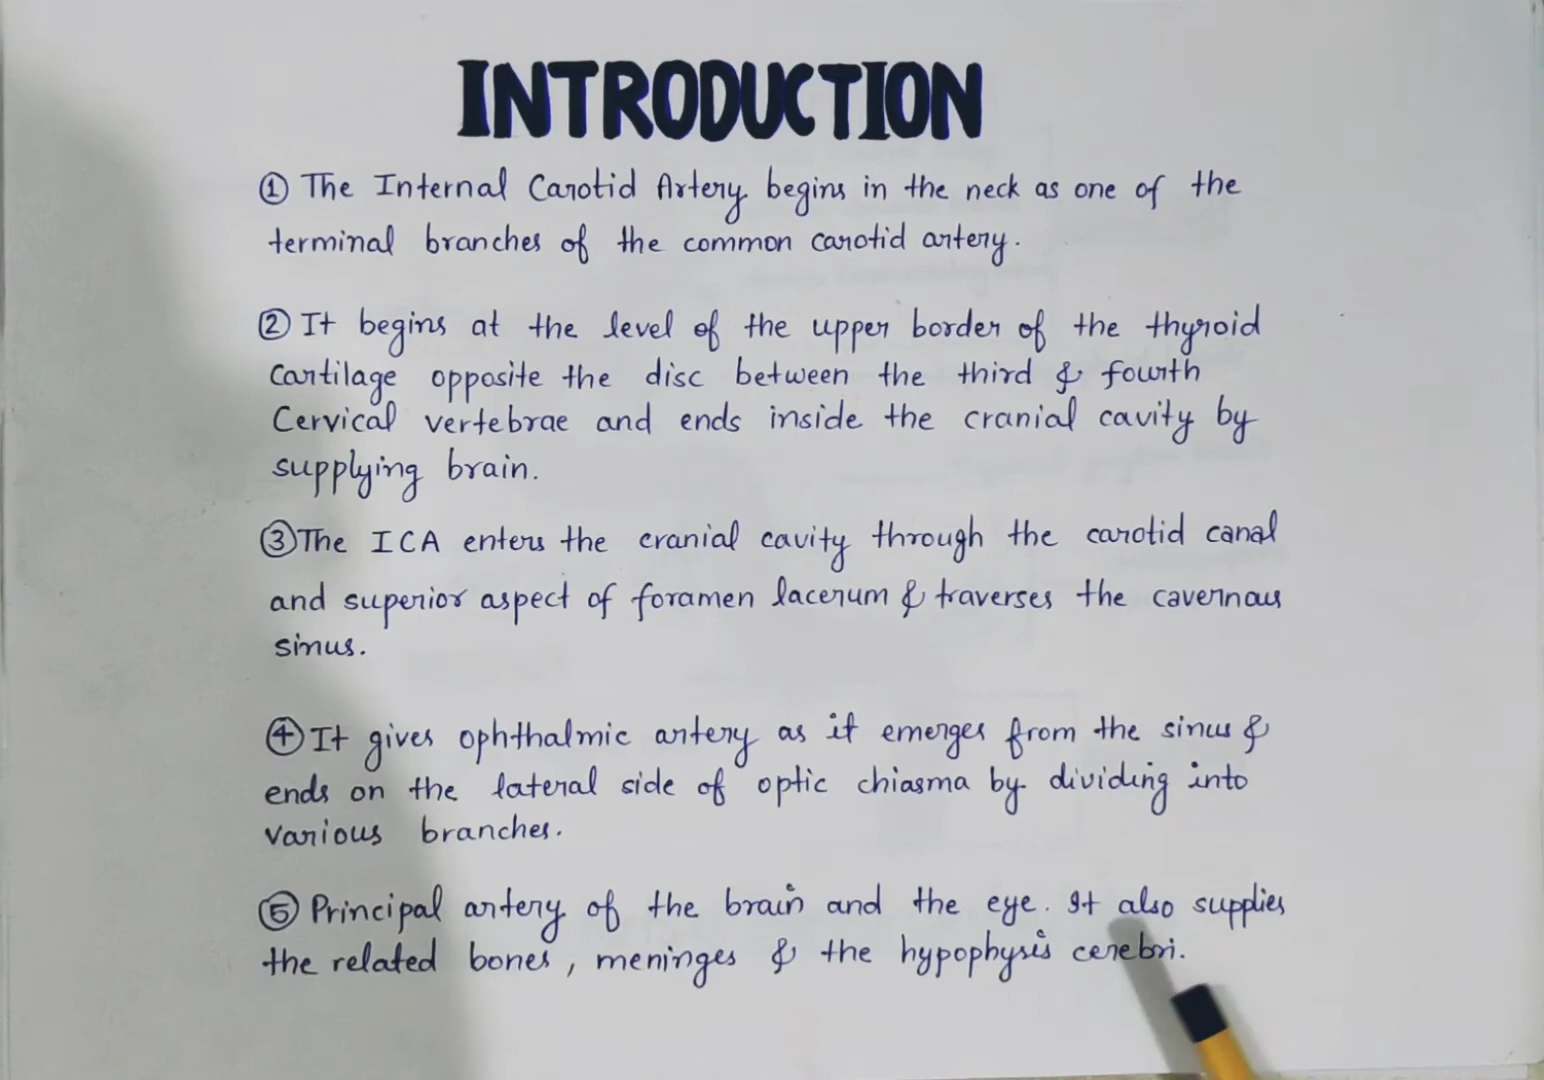 INTRODUCTION
① The Internal Carotid Artery begins in the neck as one of the
terminal branches of the common carotid artery.
② It begins at the level of the upper border of the thyroid
Cartilage opposite the disc between the third & fourth
Cervical vertebrae and ends inside the cranial cavity by
supplying brain.
③ The ICA enters the cranial cavity through the carotid canal
and superior aspect of foramen lacerum & traverses the cavernous
sinus.
④ It gives ophthalmic artery as it emerges from the sinus &
ends on the lateral side of optic chiasma by dividing into
various branches.
⑤ Principal artery of the brain and the eye. It also supplies
the related bones, meninges & the hypophysis cerebri.